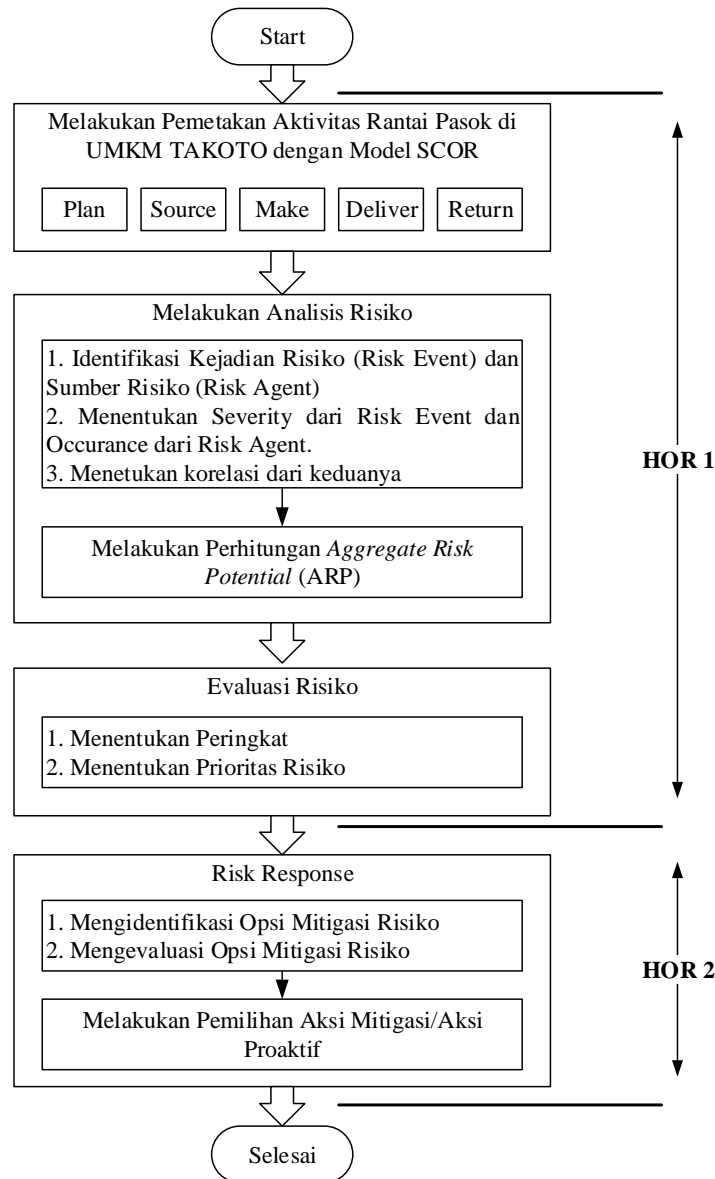 Start
Melakukan Pemetakan Aktivitas Rantai Pasok di
UMKM TAKOTO dengan Model SCOR
Plan
Source
Make
Deliver
Return
Melakukan Analisis Risiko
1. Identifikasi Kejadian Risiko (Risk Event) dan
Sumber Risiko (Risk Agent)
2. Menentukan Severity dari Risk Event dan
Occurance dari Risk Agent.
3. Menetukan korelasi dari keduanya
Melakukan Perhitungan Aggregate Risk
Potential (ARP)
HOR 1
Evaluasi Risiko
1. Menentukan Peringkat
2. Menentukan Prioritas Risiko
Risk Response
1. Mengidentifikasi Opsi Mitigasi Risiko
2. Mengevaluasi Opsi Mitigasi Risiko
Melakukan Pemilihan Aksi Mitigasi/Aksi
Proaktif
HOR 2
Selesai